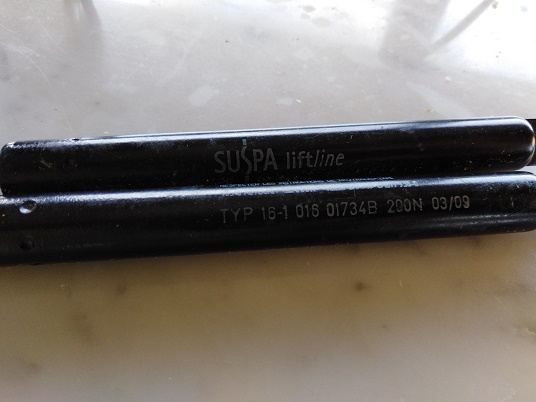 SUSPA liftline
TYP 16-1 016 01734B 200N 03/09